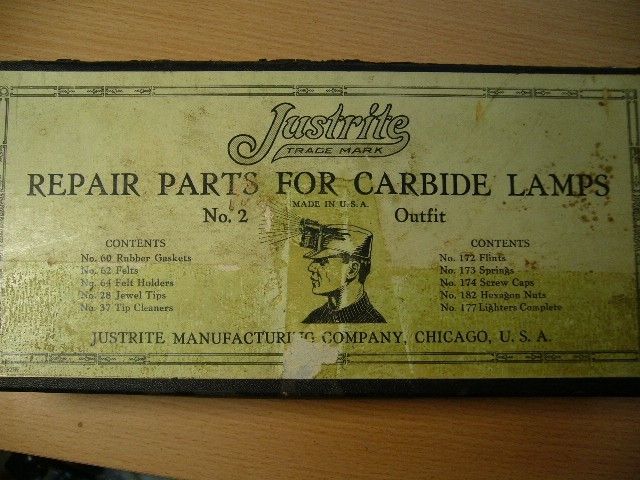 Justrite
TRADE MARK
REPAIR PARTS FOR CARBIDE LAMPS
MADE IN U.S.A.
No. 2 Outfit
CONTENTS
No. 60 Rubber Gaskets
No. 62 Felts
No. 64 Felt Holders
No. 28 Jewel Tips
No. 37 Tip Cleaners
CONTENTS
No. 172 Flints
No. 173 Springs
No. 174 Screw Caps
No. 182 Hexagon Nuts
No. 177 Lighters Complete
JUSTRITE MANUFACTURING COMPANY, CHICAGO, U. S. A.